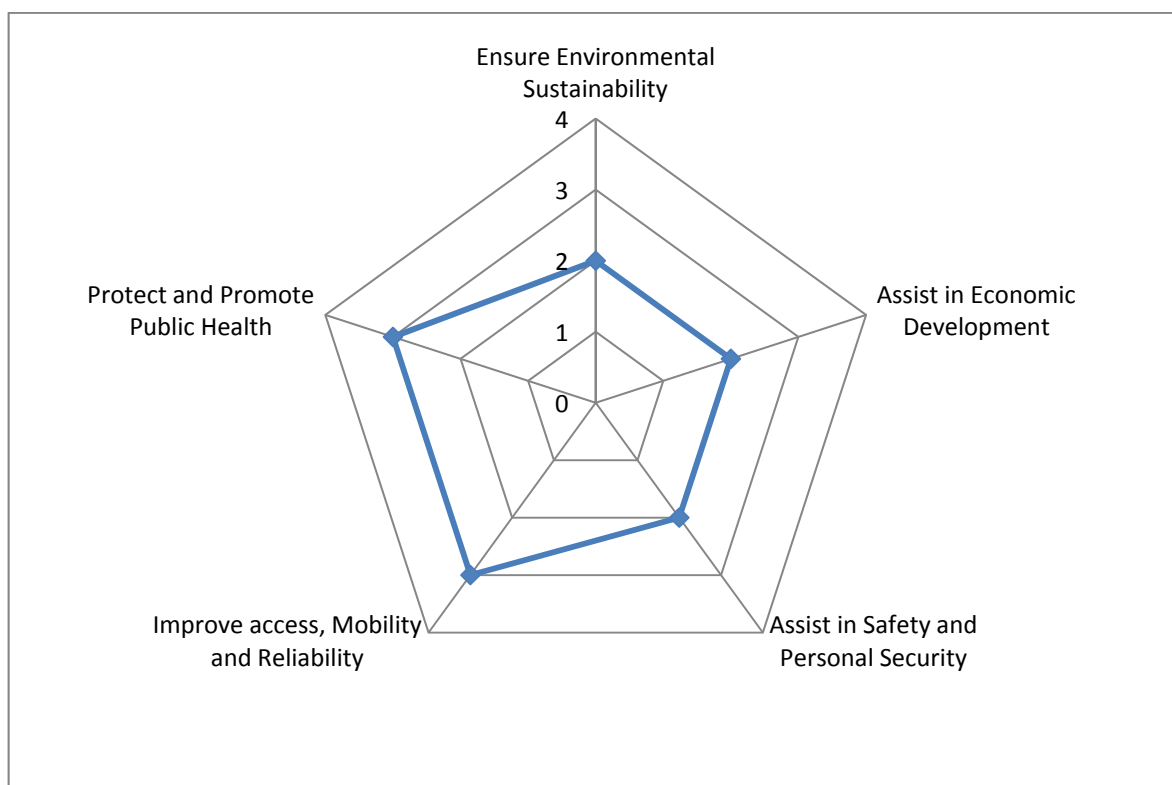 Ensure Environmental
Sustainability
4
3
2
1
0
Assist in Economic
Development
Assist in Safety and
Personal Security
Improve access, Mobility
and Reliability
Protect and Promote
Public Health